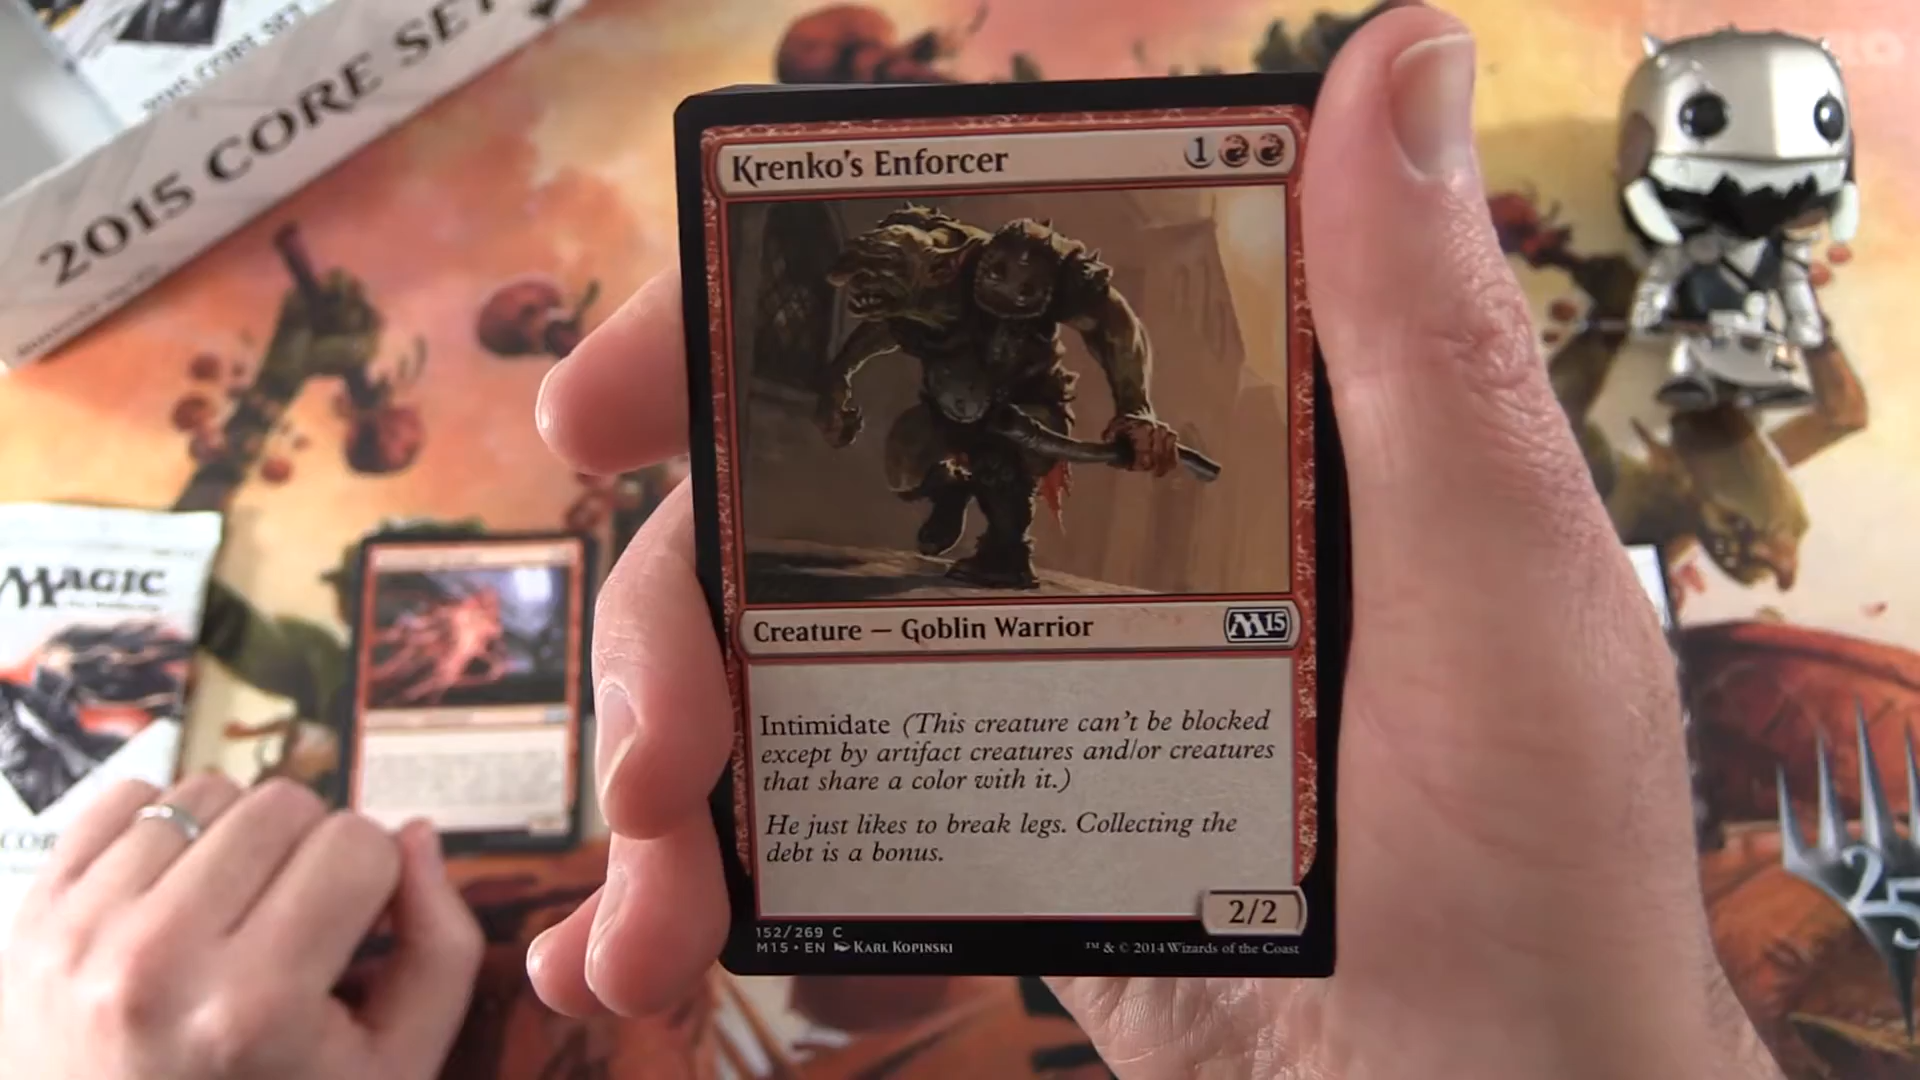 2015 CORE SET
Krenko's Enforcer
1
Creature — Goblin Warrior
M15
Intimidate (This creature can't be blocked
except by artifact creatures and/or creatures
that share a color with it.)
He just likes to break legs. Collecting the
debt is a bonus.
2/2
152/269 C
M15 • EN KARL KOPINSKI
™ & © 2014 Wizards of the Coast
MAGIC
25